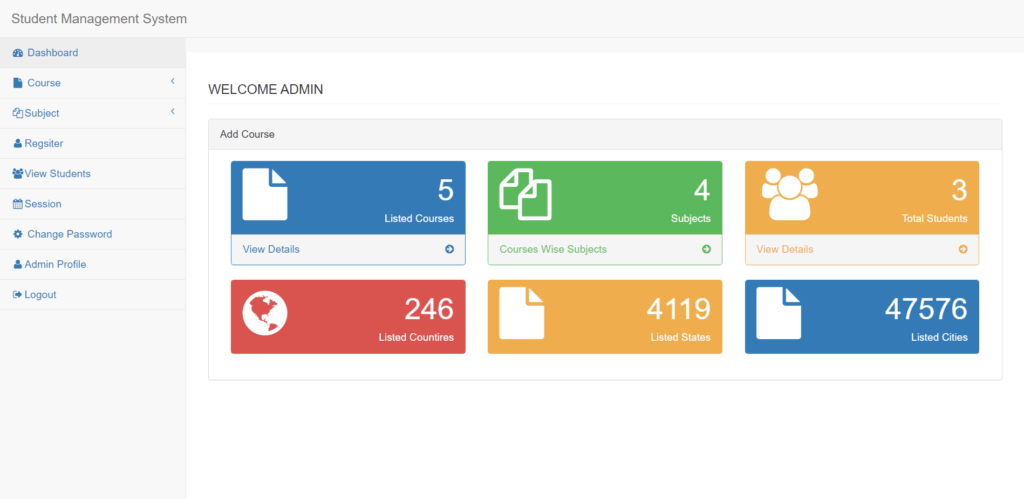 Student Management System
Dashboard
Course
Subject
Regsiter
View Students
Session
Change Password
Admin Profile
Logout
WELCOME ADMIN
Add Course
5
Listed Courses
View Details
4
Subjects
Courses Wise Subjects
3
Total Students
View Details
246
Listed Countires
4119
Listed States
47576
Listed Cities